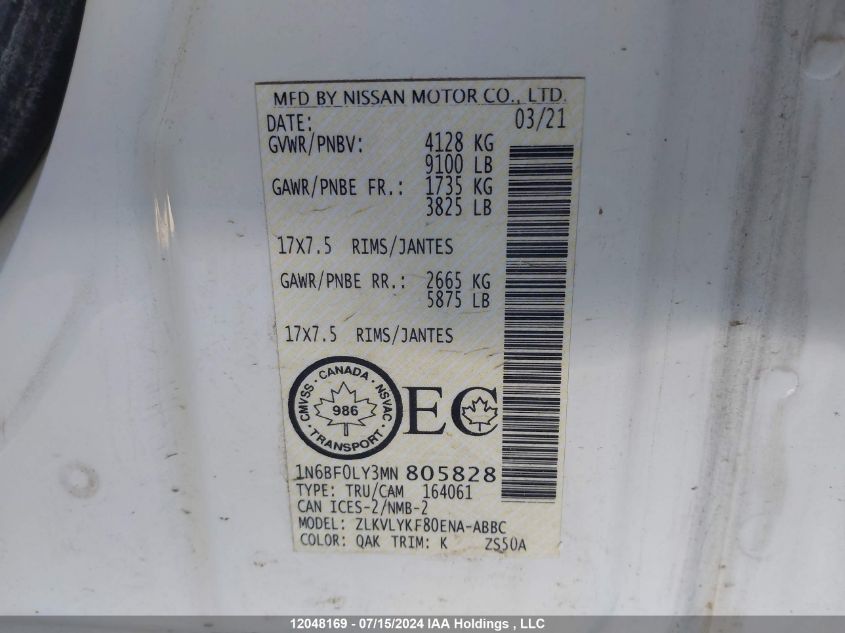 MFD BY NISSAN MOTOR CO., LTD.
DATE: 03/21
GVWR/PNBV: 4128 KG
9100 LB
GAWR/PNBE FR.: 1735 KG
3825 LB
17X7.5 RIMS/JANTES
GAWR/PNBE RR.: 2665 KG
5875 LB
17X7.5 RIMS/JANTES
CMVSS · CANADA · NSVAC
986
· TRANSPORT ·
EC
1N6BF0LY3MN 805828
TYPE: TRU/CAM 164061
CAN ICES-2/NMB-2
MODEL: ZLKVLYKF80ENA-ABBC
COLOR: QAK TRIM: K ZS50A
12048169 - 07/15/2024 IAA Holdings , LLC